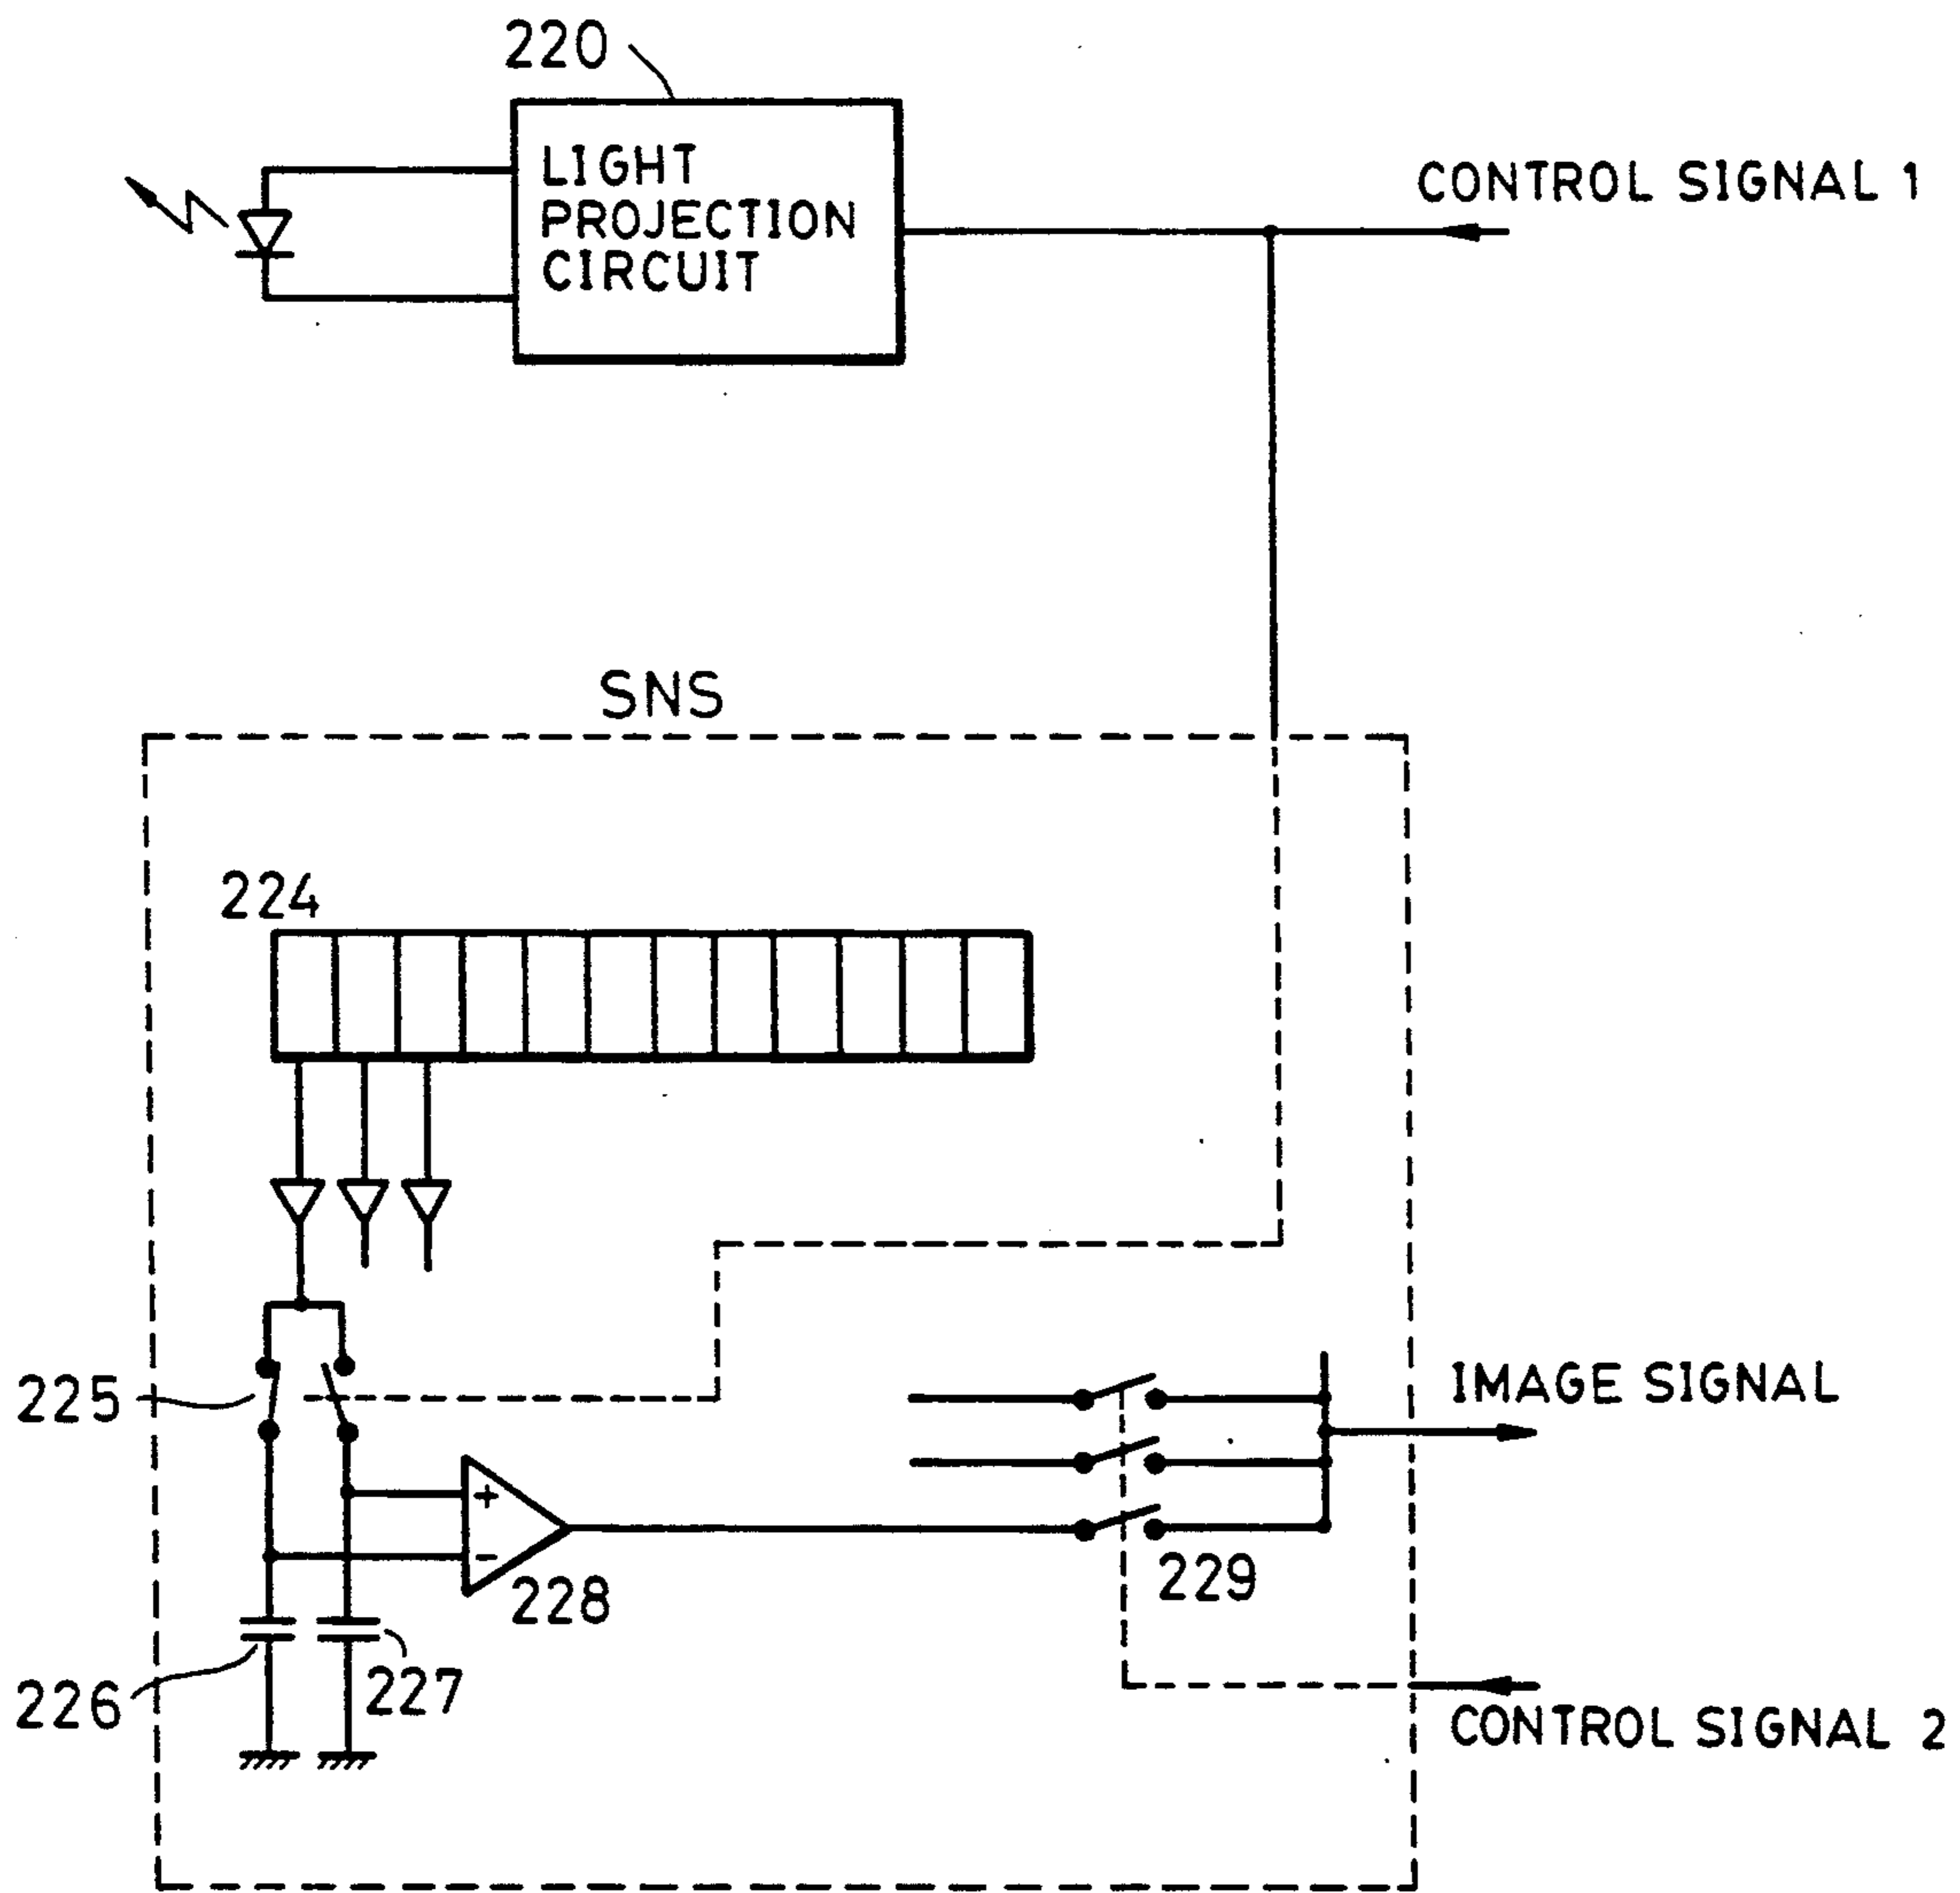 220
LIGHT
PROJECTION
CIRCUIT
CONTROL SIGNAL 1
SNS
224
225
IMAGE SIGNAL
+
-
228
229
226
227
CONTROL SIGNAL 2